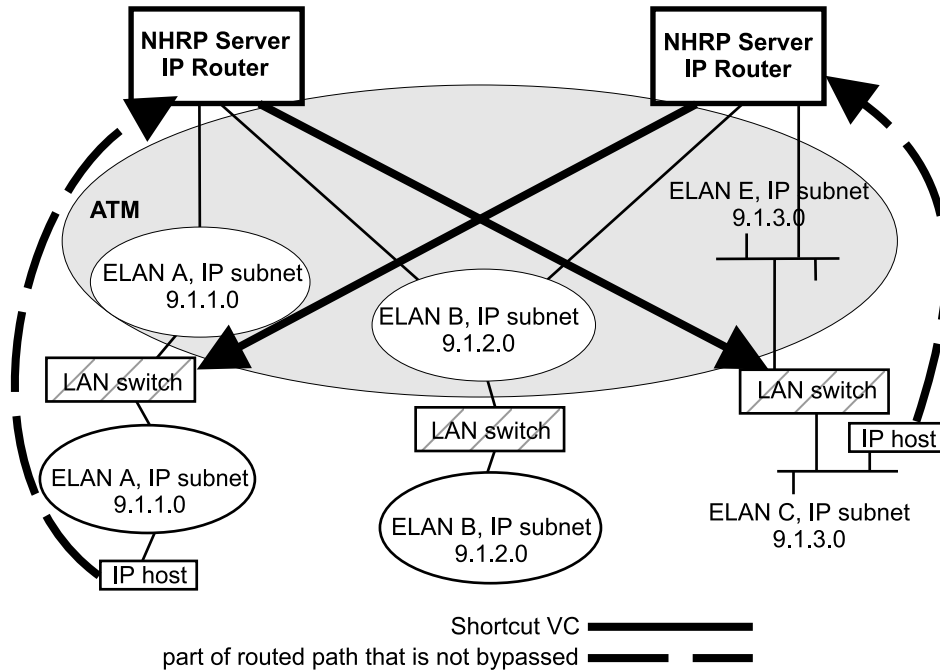 NHRP Server
IP Router
NHRP Server
IP Router
ATM
ELAN E, IP subnet
9.1.3.0
ELAN A, IP subnet
9.1.1.0
ELAN B, IP subnet
9.1.2.0
LAN switch
LAN switch
LAN switch
IP host
ELAN A, IP subnet
9.1.1.0
ELAN B, IP subnet
9.1.2.0
ELAN C, IP subnet
9.1.3.0
IP host
Shortcut VC
part of routed path that is not bypassed